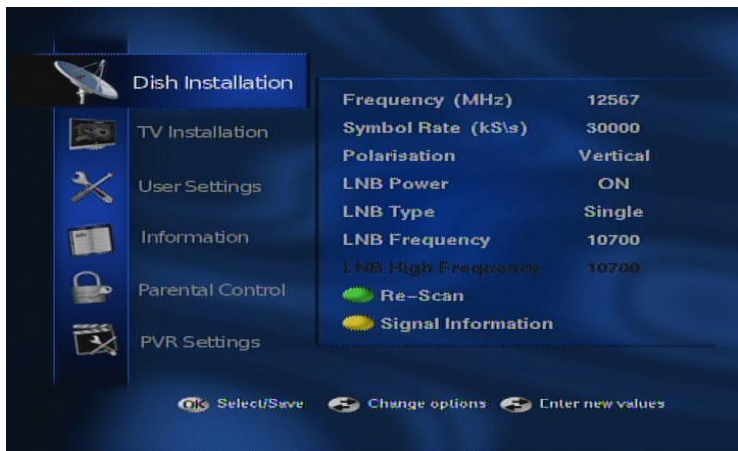 Dish Installation
TV Installation
User Settings
Information
Parental Control
PVR Settings
Frequency (MHz) 12567
Symbol Rate (kS\s) 30000
Polarisation Vertical
LNB Power ON
LNB Type Single
LNB Frequency 10700
LNB High Frequency 10700
Re-Scan
Signal Information
OK Select/Save Change options Enter new values